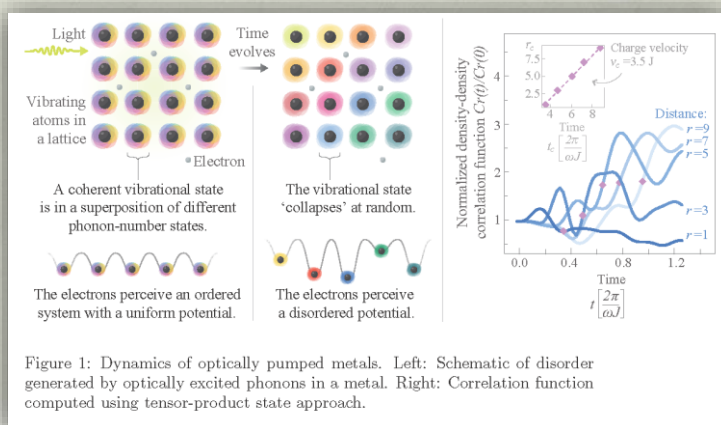 Light
Time
evolves
Vibrating
atoms in
a lattice
Electron
A coherent vibrational state
is in a superposition of different
phonon-number states.
The vibrational state
‘collapses’ at random.
The electrons perceive an ordered
system with a uniform potential.
The electrons perceive
a disordered potential.
Normalized density-density
correlation function Cr(t)/Cr(0)
4
3
2
1
0.0
0.4
0.8
1.2
Time
t [2π/ωJ]
r_c
7.5
5.0
2.5
4
6
8
Time
t_c [2π/ωJ]
Charge velocity
v_c =3.5 J
Distance:
r=9
r=7
r=5
r=3
r=1
Figure 1: Dynamics of optically pumped metals. Left: Schematic of disorder
generated by optically excited phonons in a metal. Right: Correlation function
computed using tensor-product state approach.